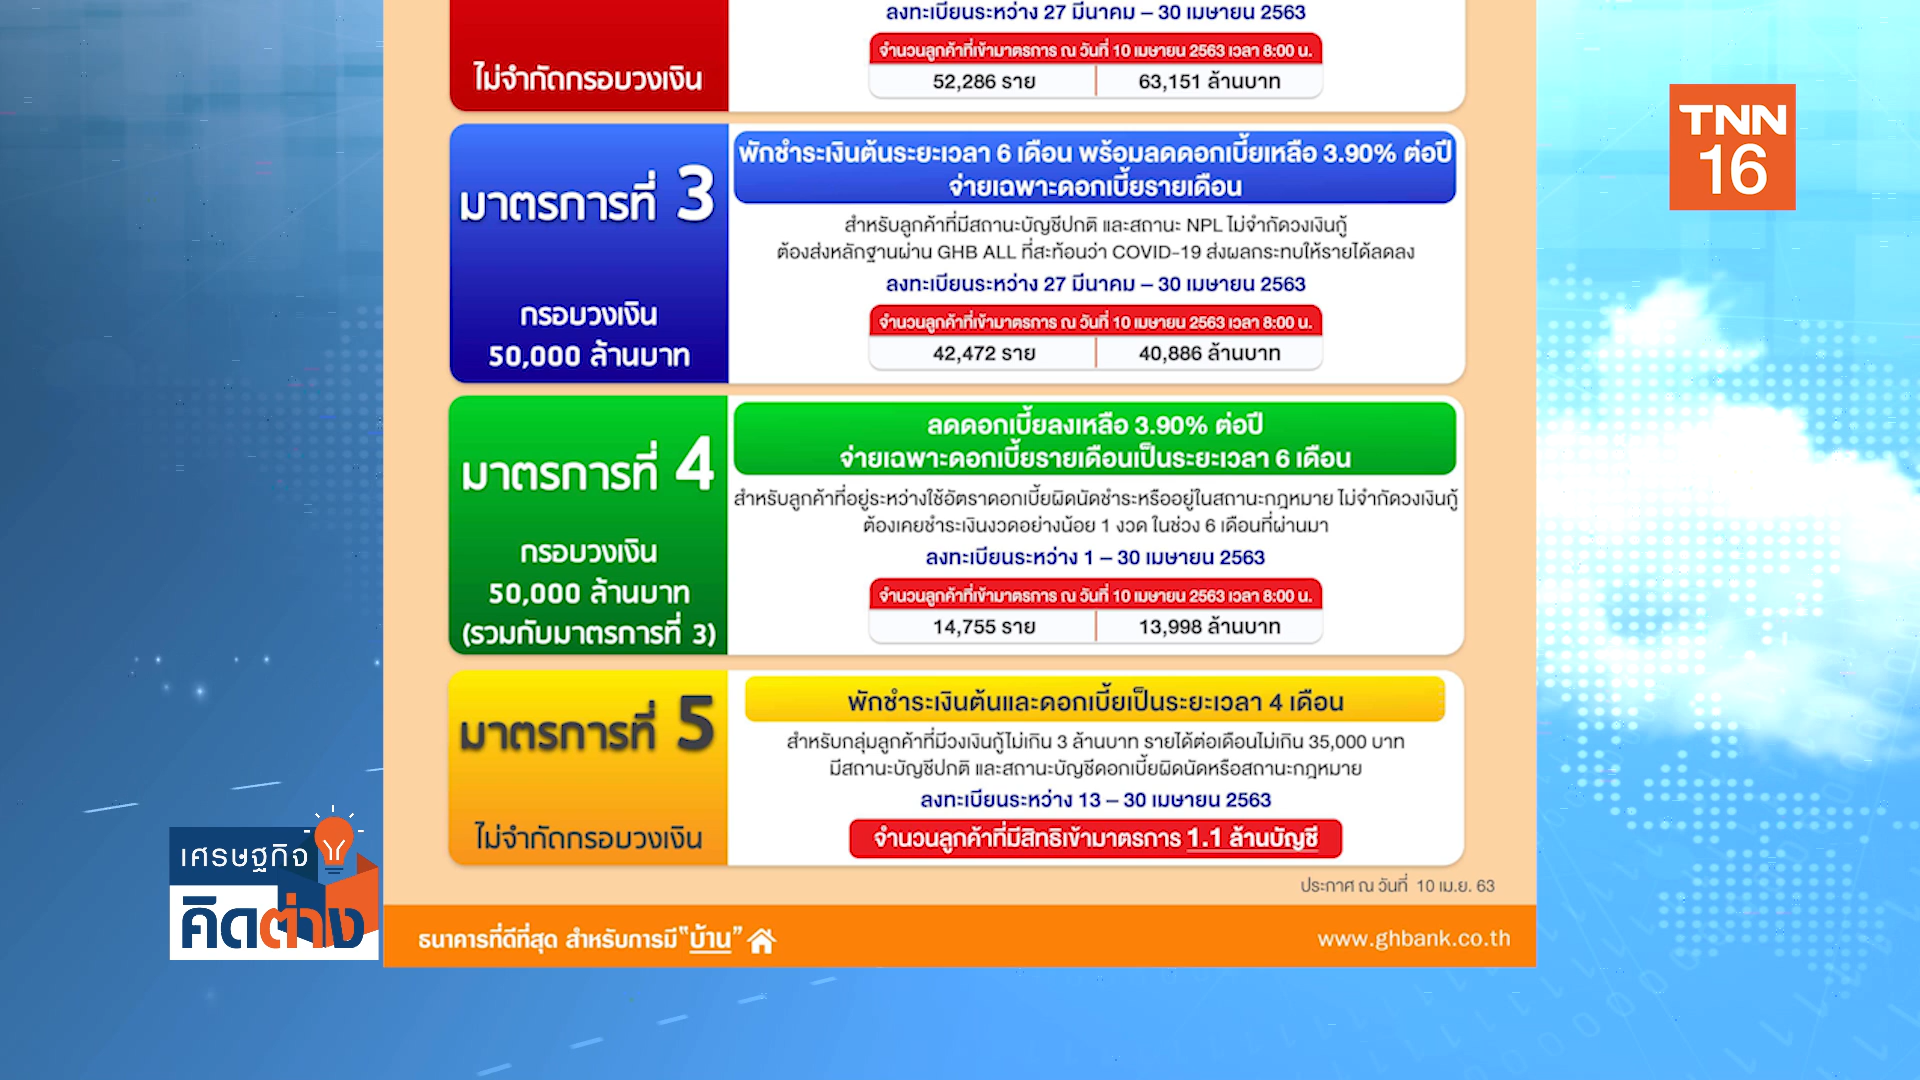 ลงทะเบียนระหว่าง 27 มีนาคม – 30 เมษายน 2563
จำนวนลูกค้าที่เข้ามาตรการ ณ วันที่ 10 เมษายน 2563 เวลา 8:00 น.
ไม่จำกัดกรอบวงเงิน
52,286 ราย
63,151 ล้านบาท
TNN
16
มาตรการที่ 3
กรอบวงเงิน
50,000 ล้านบาท
พักชำระเงินต้นระยะเวลา 6 เดือน พร้อมลดดอกเบี้ยเหลือ 3.90% ต่อปี
จ่ายเฉพาะดอกเบี้ยรายเดือน
สำหรับลูกค้าที่มีสถานะบัญชีปกติ และสถานะ NPL ไม่จำกัดวงเงินกู้
ต้องส่งหลักฐานผ่าน GHB ALL ที่สะท้อนว่า COVID-19 ส่งผลกระทบให้รายได้ลดลง
ลงทะเบียนระหว่าง 27 มีนาคม – 30 เมษายน 2563
จำนวนลูกค้าที่เข้ามาตรการ ณ วันที่ 10 เมษายน 2563 เวลา 8:00 น.
42,472 ราย
40,886 ล้านบาท
มาตรการที่ 4
กรอบวงเงิน
50,000 ล้านบาท
(รวมกับมาตรการที่ 3)
ลดดอกเบี้ยลงเหลือ 3.90% ต่อปี
จ่ายเฉพาะดอกเบี้ยรายเดือนเป็นระยะเวลา 6 เดือน
สำหรับลูกค้าที่อยู่ระหว่างใช้อัตราดอกเบี้ยผิดนัดชำระหรืออยู่ในสถานะกฎหมาย ไม่จำกัดวงเงินกู้
ต้องเคยชำระเงินงวดอย่างน้อย 1 งวด ในช่วง 6 เดือนที่ผ่านมา
ลงทะเบียนระหว่าง 1 – 30 เมษายน 2563
จำนวนลูกค้าที่เข้ามาตรการ ณ วันที่ 10 เมษายน 2563 เวลา 8:00 น.
14,755 ราย
13,998 ล้านบาท
มาตรการที่ 5
ไม่จำกัดกรอบวงเงิน
พักชำระเงินต้นและดอกเบี้ยเป็นระยะเวลา 4 เดือน
สำหรับกลุ่มลูกค้าที่มีวงเงินกู้ไม่เกิน 3 ล้านบาท รายได้ต่อเดือนไม่เกิน 35,000 บาท
มีสถานะบัญชีปกติ และสถานะบัญชีดอกเบี้ยผิดนัดหรือสถานะกฎหมาย
ลงทะเบียนระหว่าง 13 – 30 เมษายน 2563
จำนวนลูกค้าที่มีสิทธิเข้ามาตรการ 1.1 ล้านบัญชี
ประกาศ ณ วันที่ 10 เม.ย. 63
เศรษฐกิจ
คิดต่าง
ธนาคารที่ดีที่สุด สำหรับการมี "บ้าน"
www.ghbank.co.th